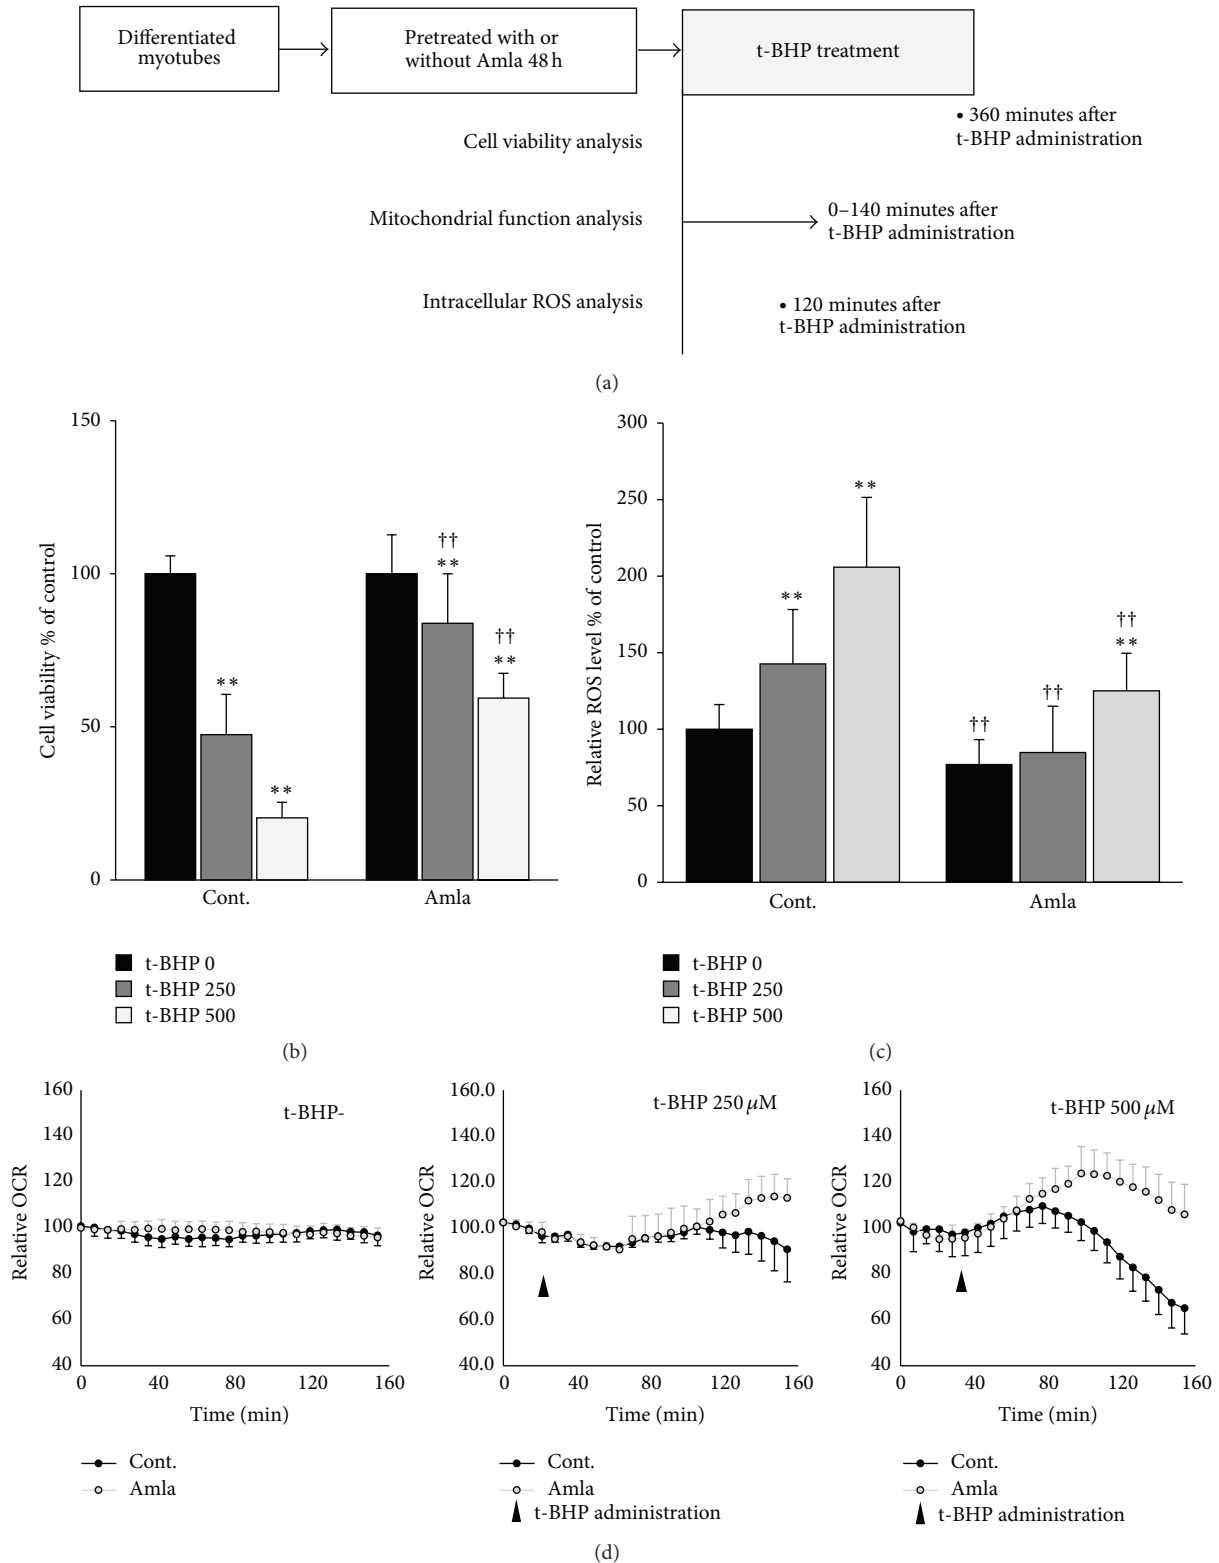 Differentiated
myotubes
Pretreated with or
without Amla 48 h
t-BHP treatment
Cell viability analysis
• 360 minutes after
t-BHP administration
Mitochondrial function analysis
0–140 minutes after
t-BHP administration
Intracellular ROS analysis
• 120 minutes after
t-BHP administration
(a)
150
100
50
0
Cell viability % of control
**
**
††
**
††
**
Cont.
Amla
t-BHP 0
t-BHP 250
t-BHP 500
(b)
300
250
200
150
100
50
0
Relative ROS level % of control
**
**
††
††
††
**
Cont.
Amla
t-BHP 0
t-BHP 250
t-BHP 500
(c)
160
140
120
100
80
60
40
Relative OCR
t-BHP-
0 40 80 120 160
Time (min)
Cont.
Amla
160.0
140.0
120.0
100.0
80.0
60.0
40.0
Relative OCR
t-BHP 250 μM
0 40 80 120 160
Time (min)
Cont.
Amla
t-BHP administration
160
140
120
100
80
60
40
Relative OCR
t-BHP 500 μM
0 40 80 120 160
Time (min)
Cont.
Amla
t-BHP administration
(d)